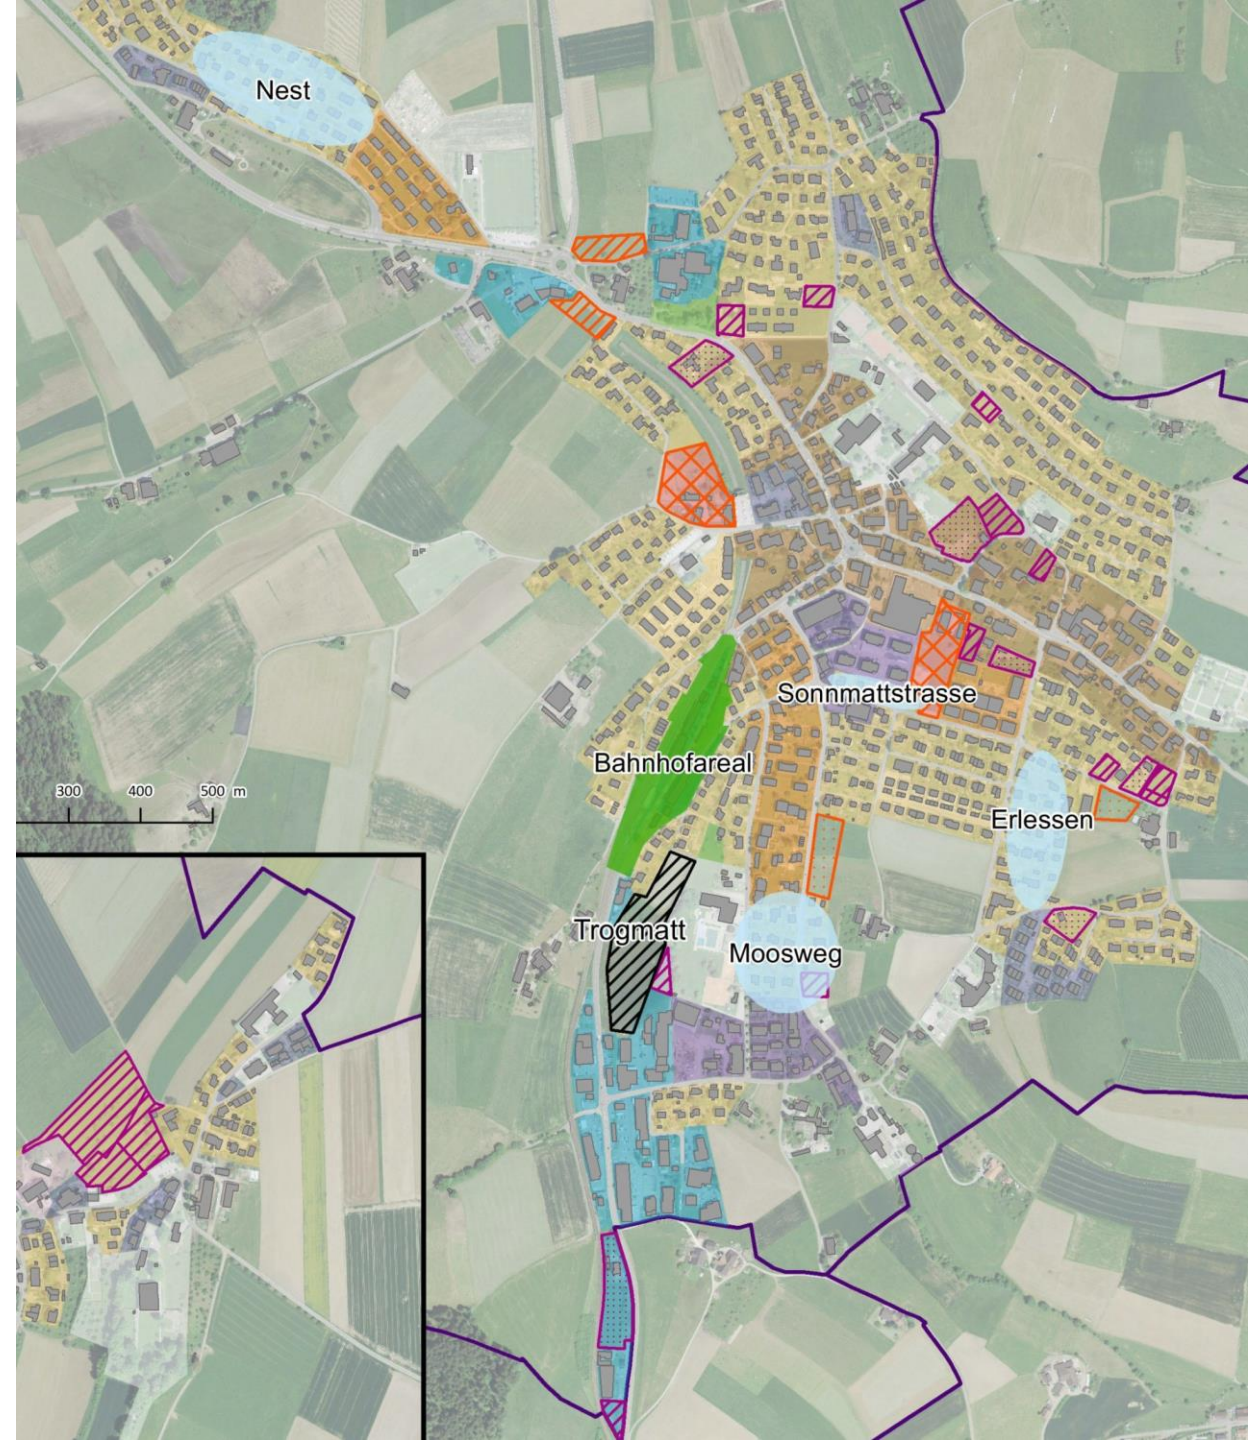 Nest
Sonnmattstrasse
Bahnhofareal
300 400 500 m
Erlessen
Trogmatt
Moosweg